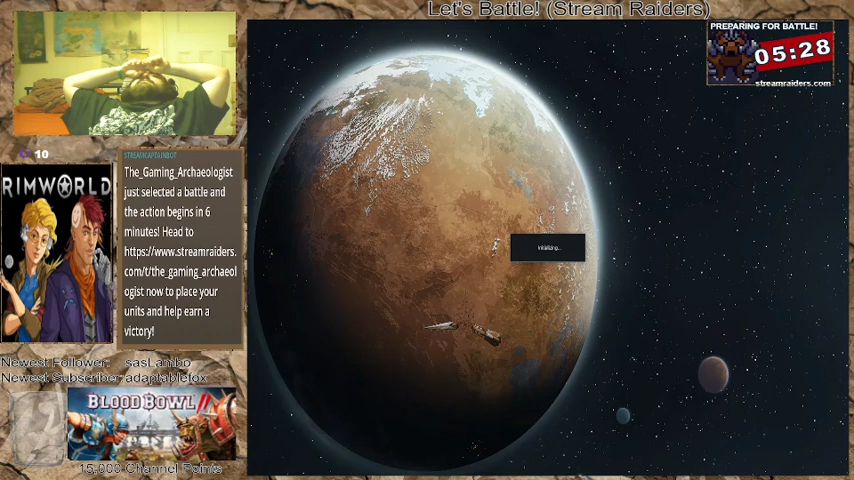 Let's Battle! (Stream Raiders)
PREPARING FOR BATTLE!
05:28
streamraiders.com
10
RIMWORLD
STREAMCAPTAINBOT
The_Gaming_Archaeologist
just selected a battle and
the action begins in 6
minutes! Head to
https://www.streamraiders.
com/t/the_gaming_archaeol
ogist now to place your
units and help earn a
victory!
Initializing...
Newest Follower: sasLambo
Newest Subscriber: adaptablefox
BLOOD BOWL II
15,000 Channel Points